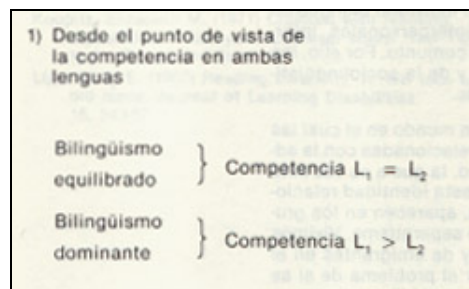 1) Desde el punto de vista de
la competencia en ambas
lenguas
Bilingüismo
equilibrado } Competencia L₁ = L₂
Bilingüismo
dominante } Competencia L₁ > L₂